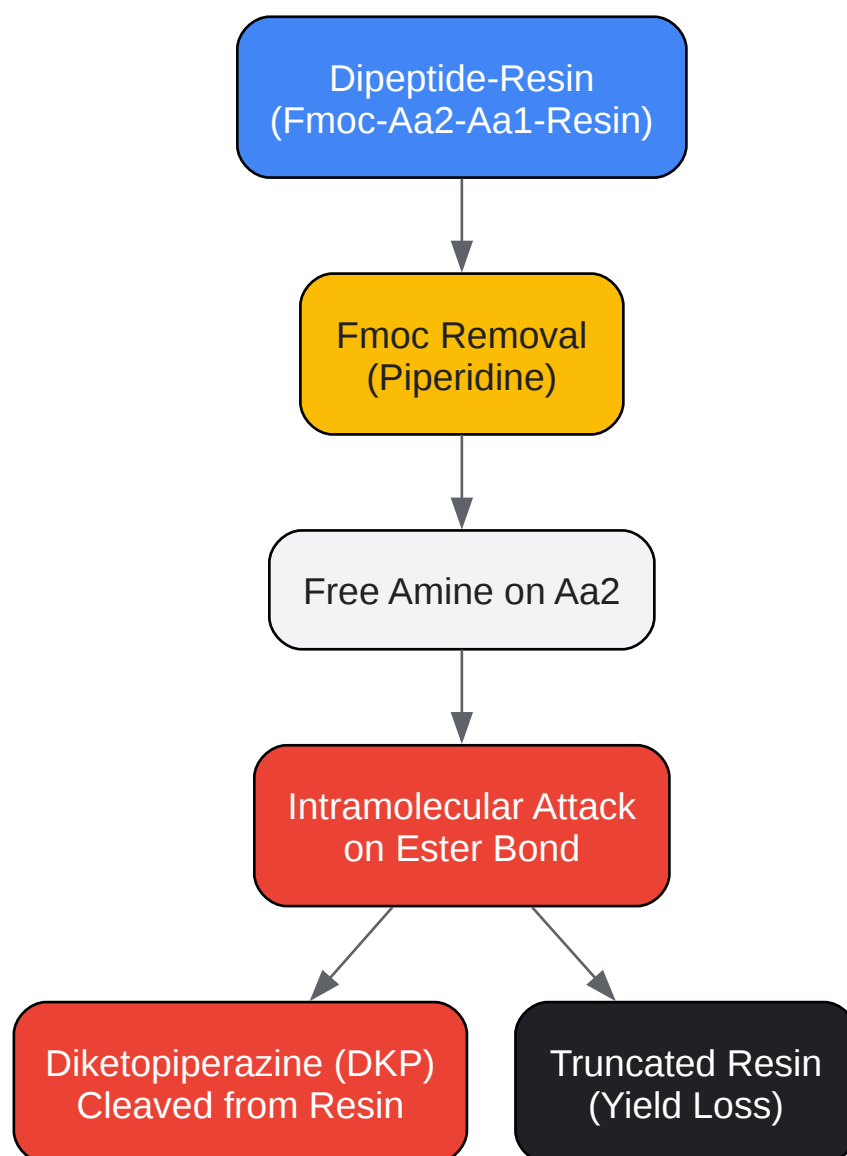 Dipeptide-Resin
(Fmoc-Aa2-Aa1-Resin)
Fmoc Removal
(Piperidine)
Free Amine on Aa2
Intramolecular Attack
on Ester Bond
Diketopiperazine (DKP)
Cleaved from Resin
Truncated Resin
(Yield Loss)